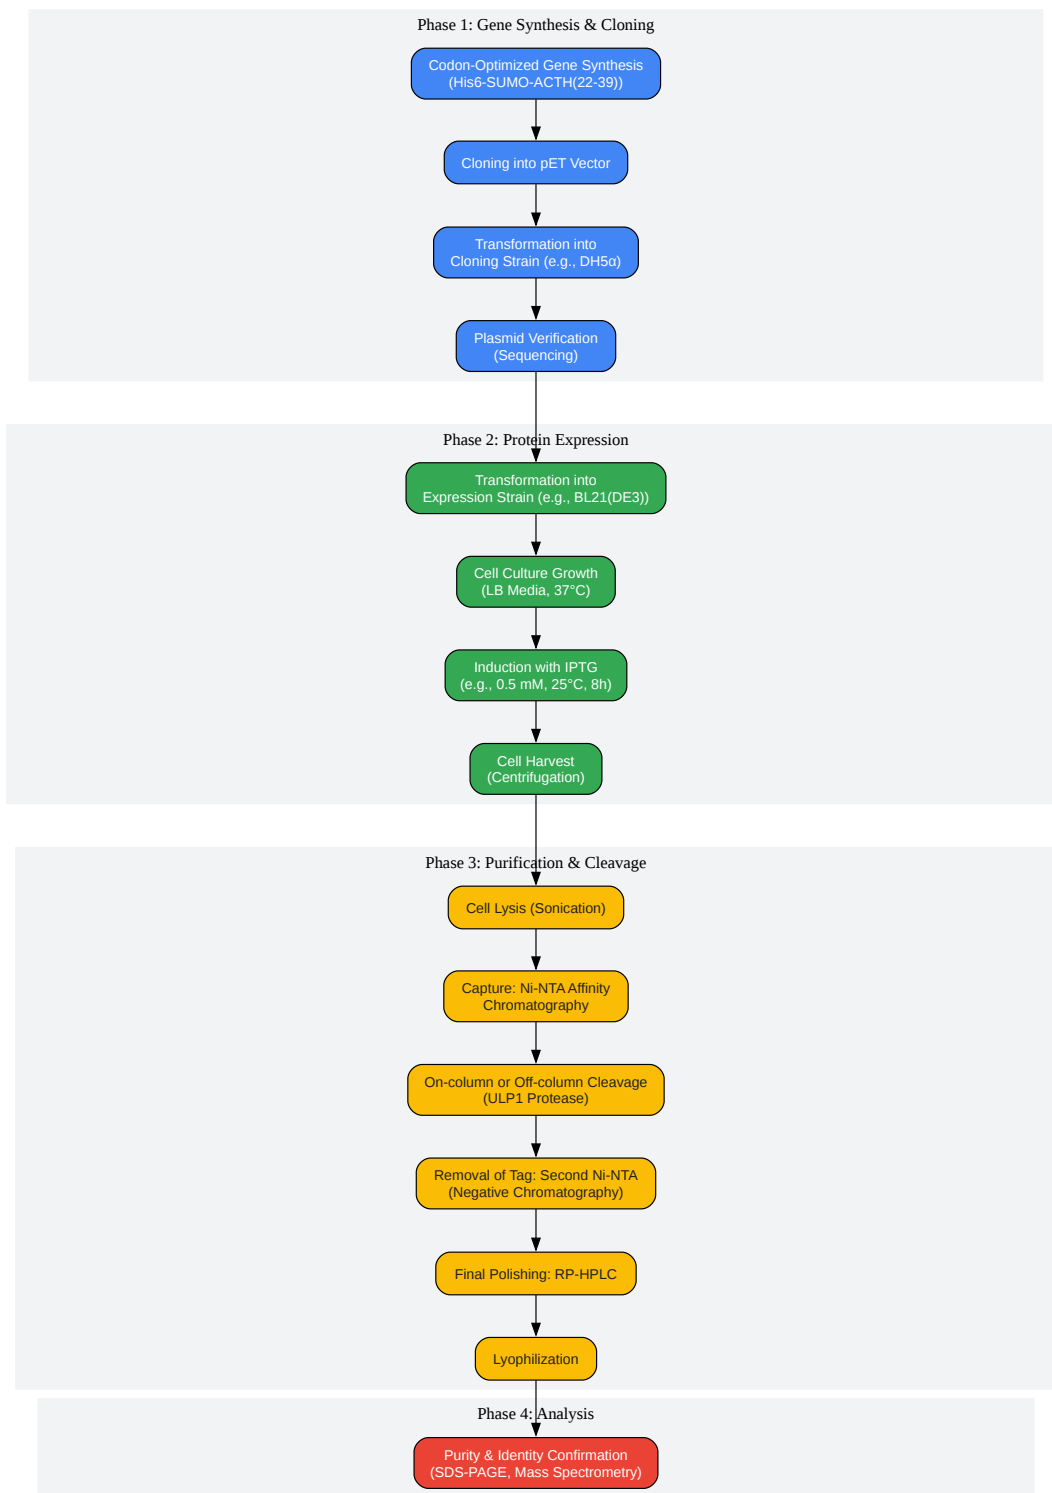 Phase 1: Gene Synthesis & Cloning
Codon-Optimized Gene Synthesis
(His6-SUMO-ACTH(22-39))
Cloning into pET Vector
Transformation into
Cloning Strain (e.g., DH5α)
Plasmid Verification
(Sequencing)
Phase 2: Protein Expression
Transformation into
Expression Strain (e.g., BL21(DE3))
Cell Culture Growth
(LB Media, 37°C)
Induction with IPTG
(e.g., 0.5 mM, 25°C, 8h)
Cell Harvest
(Centrifugation)
Phase 3: Purification & Cleavage
Cell Lysis (Sonication)
Capture: Ni-NTA Affinity
Chromatography
On-column or Off-column Cleavage
(ULP1 Protease)
Removal of Tag: Second Ni-NTA
(Negative Chromatography)
Final Polishing: RP-HPLC
Lyophilization
Phase 4: Analysis
Purity & Identity Confirmation
(SDS-PAGE, Mass Spectrometry)